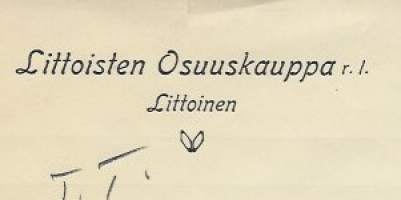 Littoisten Osuuskauppa r. l.
Littoinen